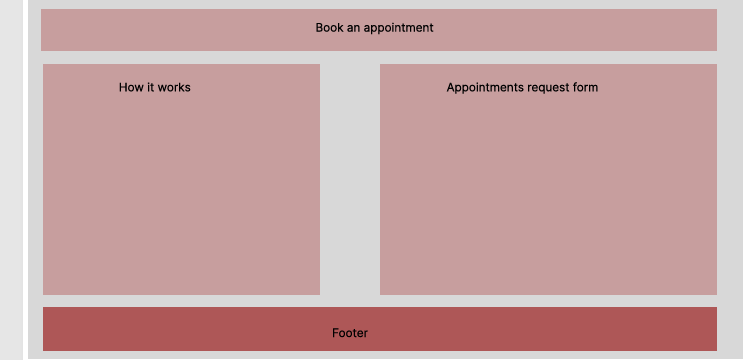 Book an appointment
How it works
Appointments request form
Footer